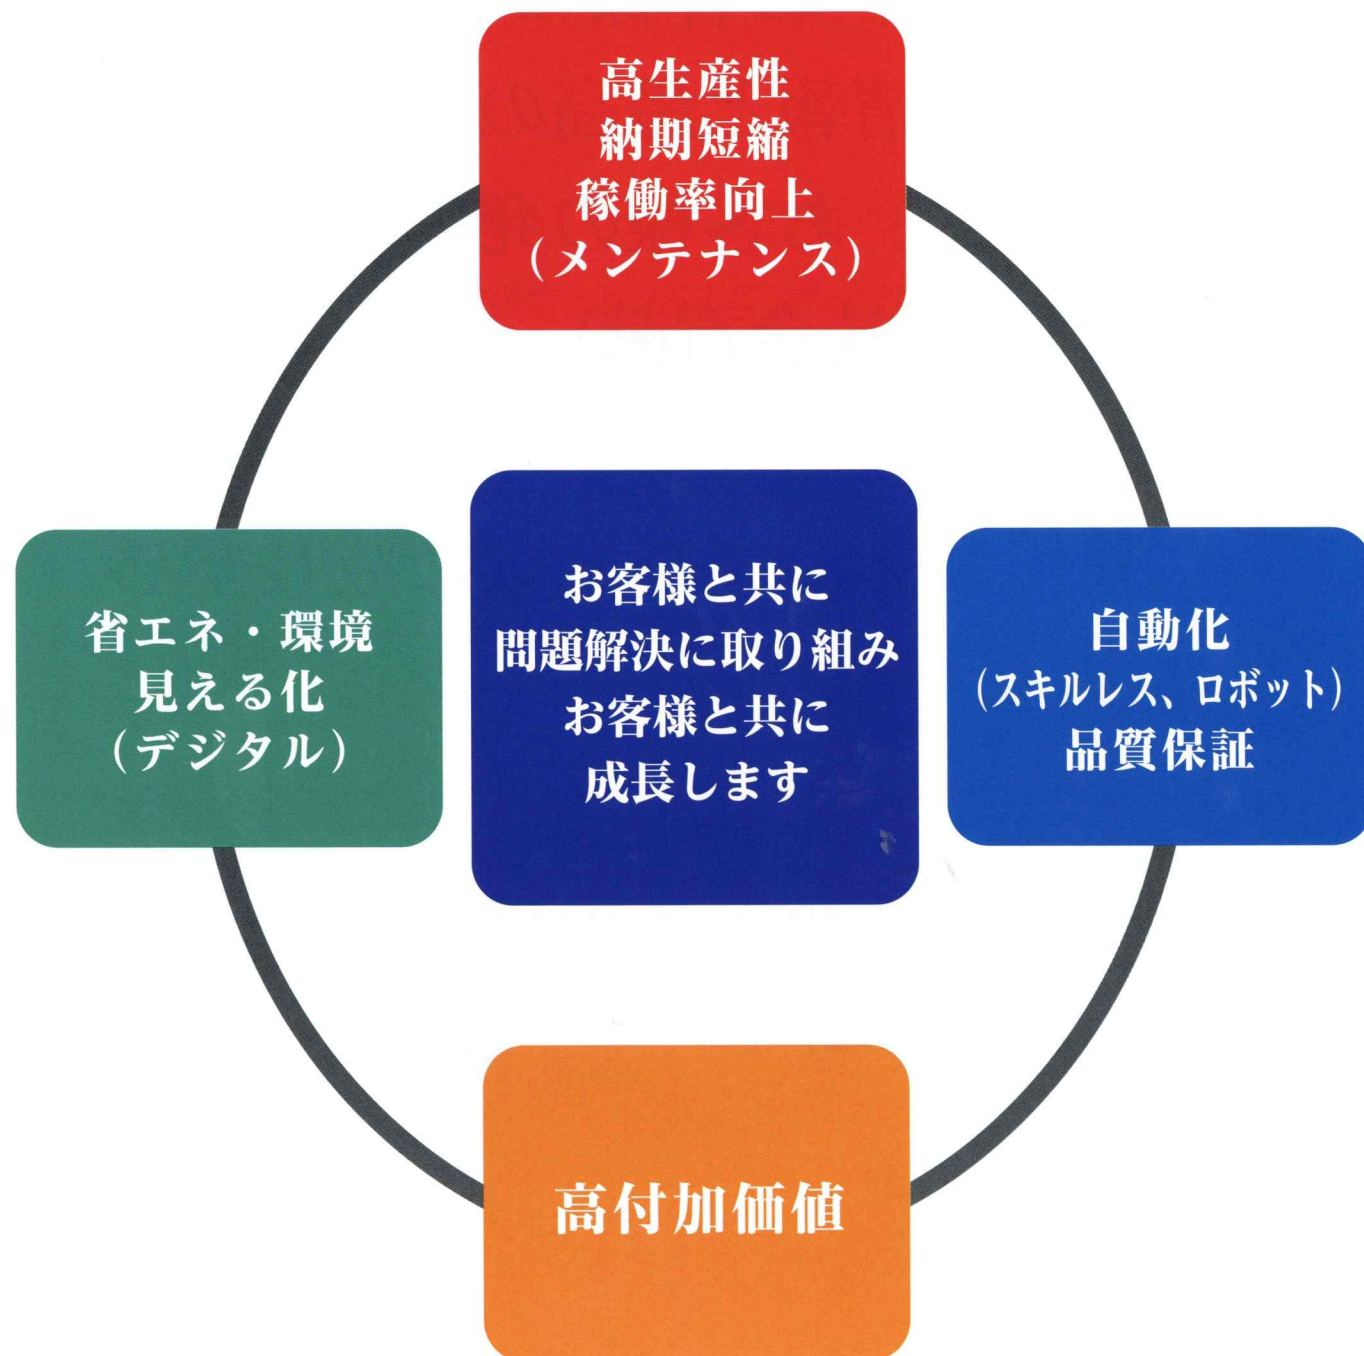 高生産性
納期短縮
稼働率向上
（メンテナンス）
省エネ・環境
見える化
（デジタル）
お客様と共に
問題解決に取り組み
お客様と共に
成長します
自動化
（スキルレス、ロボット）
品質保証
高付加価値